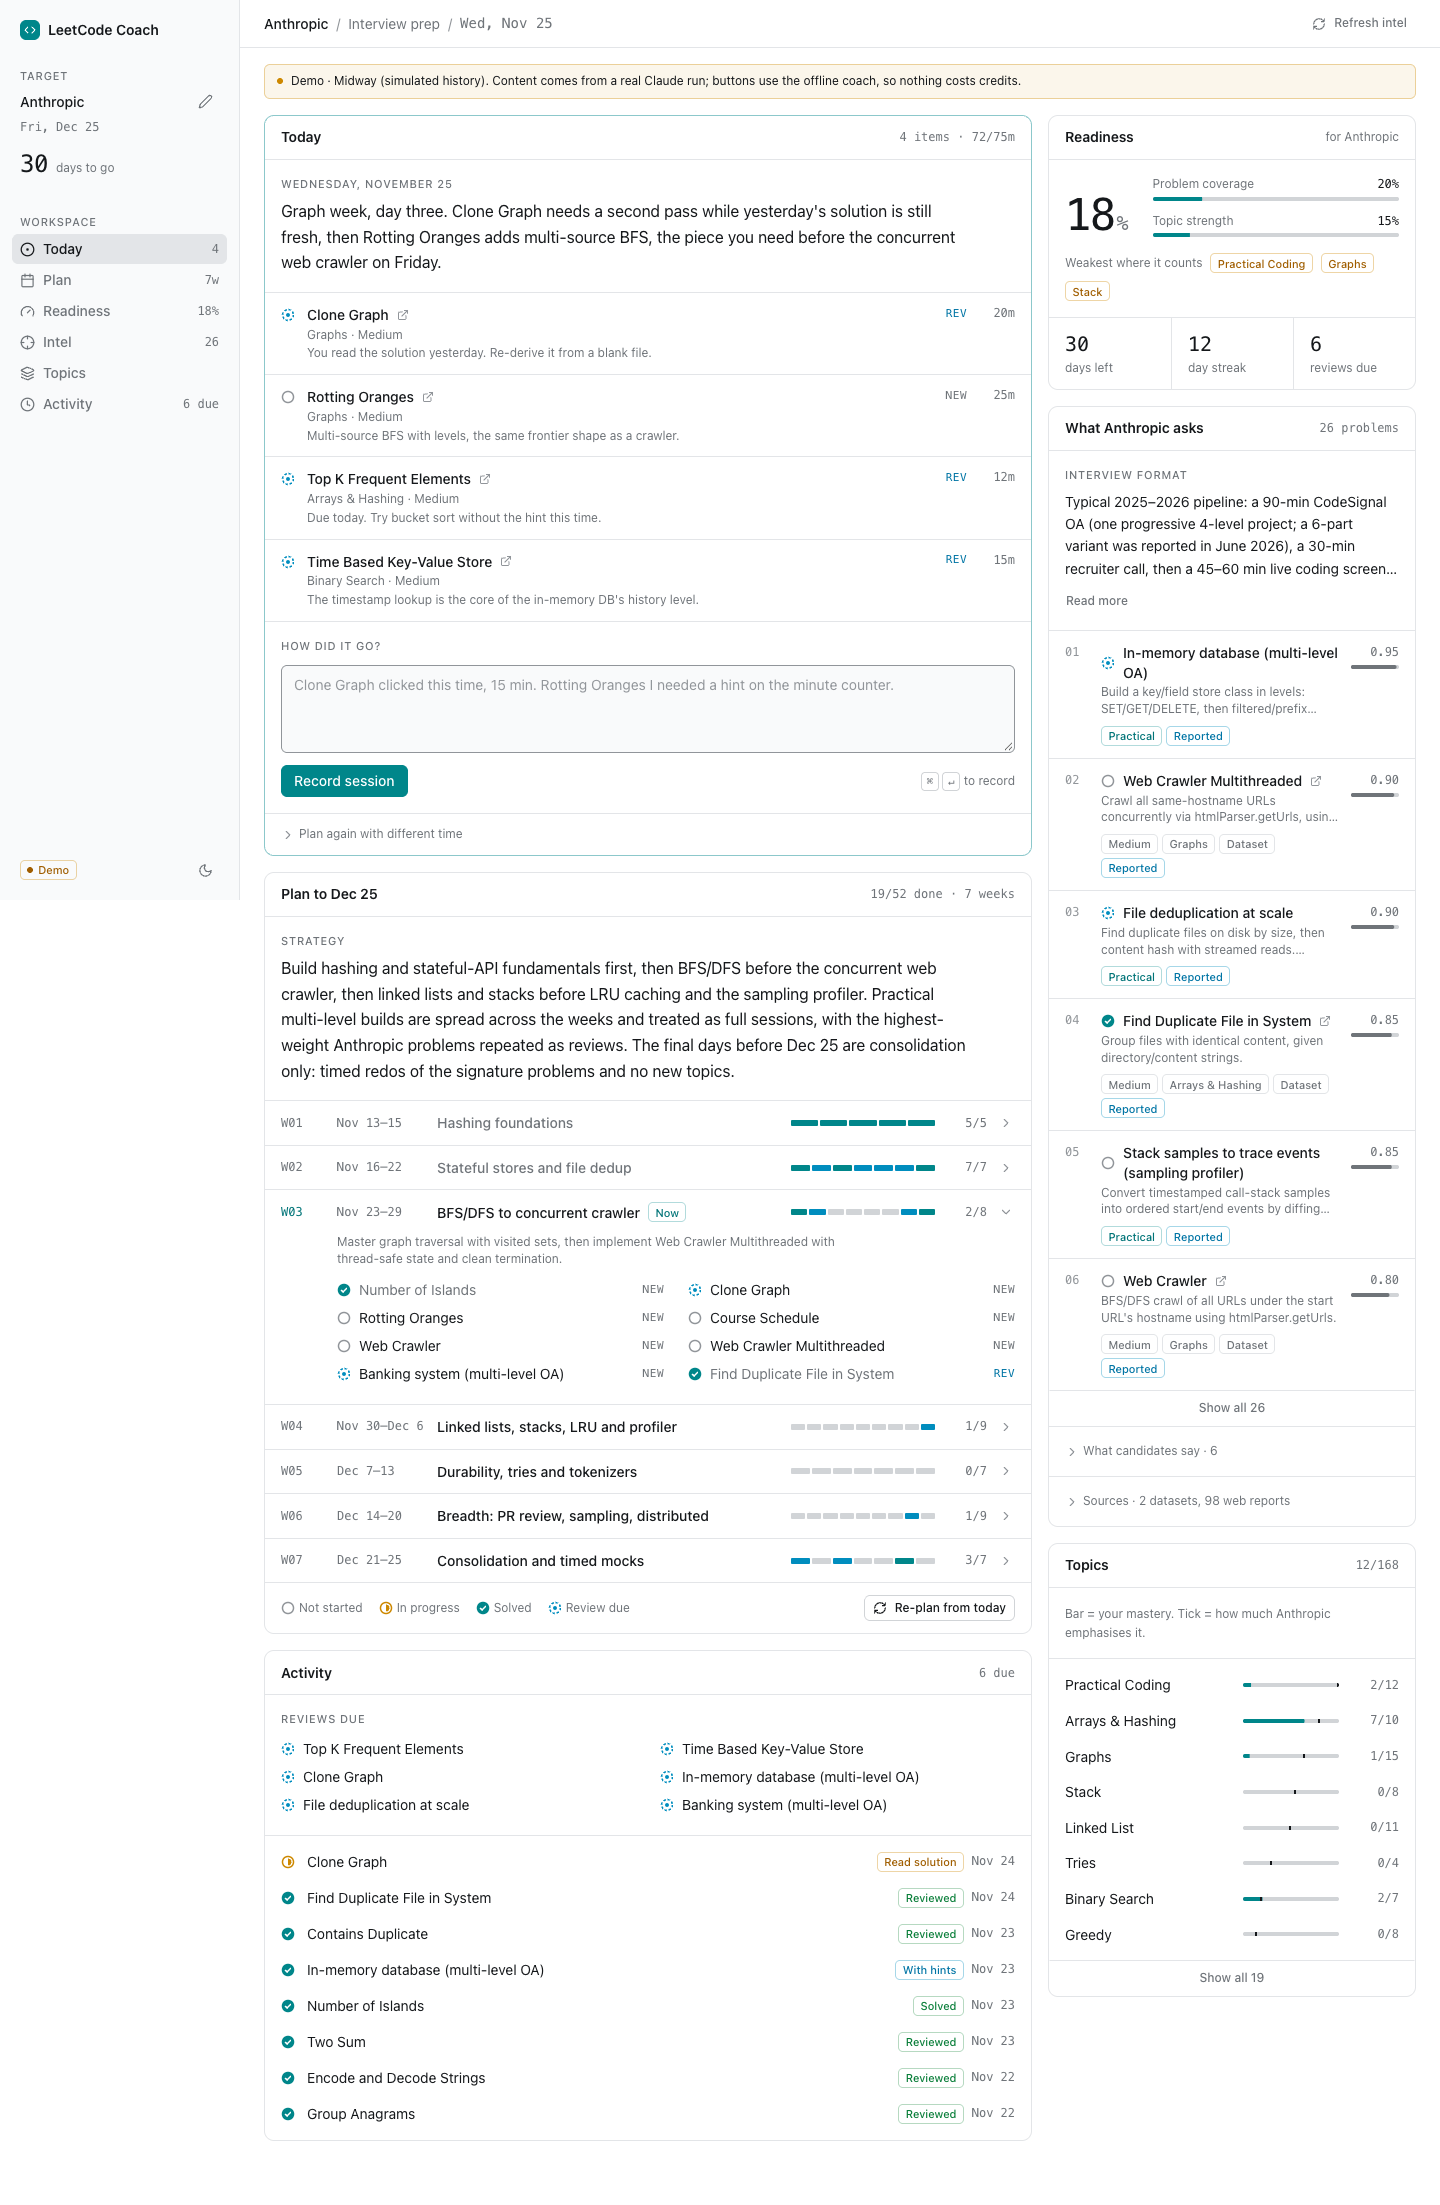 LeetCode Coach
TARGET
Anthropic
Fri, Dec 25
30 days to go
WORKSPACE
Today 4
Plan 7w
Readiness 18%
Intel 26
Topics
Activity 6 due
Demo
Anthropic / Interview prep / Wed, Nov 25
Refresh intel
Demo · Midway (simulated history). Content comes from a real Claude run; buttons use the offline coach, so nothing costs credits.
Today 4 items · 72/75m
WEDNESDAY, NOVEMBER 25
Graph week, day three. Clone Graph needs a second pass while yesterday's solution is still
fresh, then Rotting Oranges adds multi-source BFS, the piece you need before the concurrent
web crawler on Friday.
Clone Graph REV 20m
Graphs · Medium
You read the solution yesterday. Re-derive it from a blank file.
Rotting Oranges NEW 25m
Graphs · Medium
Multi-source BFS with levels, the same frontier shape as a crawler.
Top K Frequent Elements REV 12m
Arrays & Hashing · Medium
Due today. Try bucket sort without the hint this time.
Time Based Key-Value Store REV 15m
Binary Search · Medium
The timestamp lookup is the core of the in-memory DB's history level.
HOW DID IT GO?
Clone Graph clicked this time, 15 min. Rotting Oranges I needed a hint on the minute counter.
Record session
⌘ ↵ to record
Plan again with different time
Plan to Dec 25 19/52 done · 7 weeks
STRATEGY
Build hashing and stateful-API fundamentals first, then BFS/DFS before the concurrent web
crawler, then linked lists and stacks before LRU caching and the sampling profiler. Practical
multi-level builds are spread across the weeks and treated as full sessions, with the highest-
weight Anthropic problems repeated as reviews. The final days before Dec 25 are consolidation
only: timed redos of the signature problems and no new topics.
W01 Nov 13–15 Hashing foundations 5/5
W02 Nov 16–22 Stateful stores and file dedup 7/7
W03 Nov 23–29 BFS/DFS to concurrent crawler Now 2/8
Master graph traversal with visited sets, then implement Web Crawler Multithreaded with
thread-safe state and clean termination.
Number of Islands NEW Clone Graph NEW
Rotting Oranges NEW Course Schedule NEW
Web Crawler NEW Web Crawler Multithreaded NEW
Banking system (multi-level OA) NEW Find Duplicate File in System REV
W04 Nov 30–Dec 6 Linked lists, stacks, LRU and profiler 1/9
W05 Dec 7–13 Durability, tries and tokenizers 0/7
W06 Dec 14–20 Breadth: PR review, sampling, distributed 1/9
W07 Dec 21–25 Consolidation and timed mocks 3/7
Not started In progress Solved Review due
Re-plan from today
Activity 6 due
REVIEWS DUE
Top K Frequent Elements Time Based Key-Value Store
Clone Graph In-memory database (multi-level OA)
File deduplication at scale Banking system (multi-level OA)
Clone Graph Read solution Nov 24
Find Duplicate File in System Reviewed Nov 24
Contains Duplicate Reviewed Nov 23
In-memory database (multi-level OA) With hints Nov 23
Number of Islands Solved Nov 23
Two Sum Reviewed Nov 23
Encode and Decode Strings Reviewed Nov 22
Group Anagrams Reviewed Nov 22
Readiness for Anthropic
18%
Problem coverage 20%
Topic strength 15%
Weakest where it counts Practical Coding Graphs
Stack
30 12 6
days left day streak reviews due
What Anthropic asks 26 problems
INTERVIEW FORMAT
Typical 2025–2026 pipeline: a 90-min CodeSignal
OA (one progressive 4-level project; a 6-part
variant was reported in June 2026), a 30-min
recruiter call, then a 45–60 min live coding screen...
Read more
01 In-memory database (multi-level 0.95
OA)
Build a key/field store class in levels:
SET/GET/DELETE, then filtered/prefix...
Practical Reported
02 Web Crawler Multithreaded 0.90
Crawl all same-hostname URLs
concurrently via htmlParser.getUrls, usin...
Medium Graphs Dataset
Reported
03 File deduplication at scale 0.90
Find duplicate files on disk by size, then
content hash with streamed reads....
Practical Reported
04 Find Duplicate File in System 0.85
Group files with identical content, given
directory/content strings.
Medium Arrays & Hashing Dataset
Reported
05 Stack samples to trace events 0.85
(sampling profiler)
Convert timestamped call-stack samples
into ordered start/end events by diffing...
Practical Reported
06 Web Crawler 0.80
BFS/DFS crawl of all URLs under the start
URL's hostname using htmlParser.getUrls.
Medium Graphs Dataset
Reported
Show all 26
What candidates say · 6
Sources · 2 datasets, 98 web reports
Topics 12/168
Bar = your mastery. Tick = how much Anthropic
emphasises it.
Practical Coding 2/12
Arrays & Hashing 7/10
Graphs 1/15
Stack 0/8
Linked List 0/11
Tries 0/4
Binary Search 2/7
Greedy 0/8
Show all 19